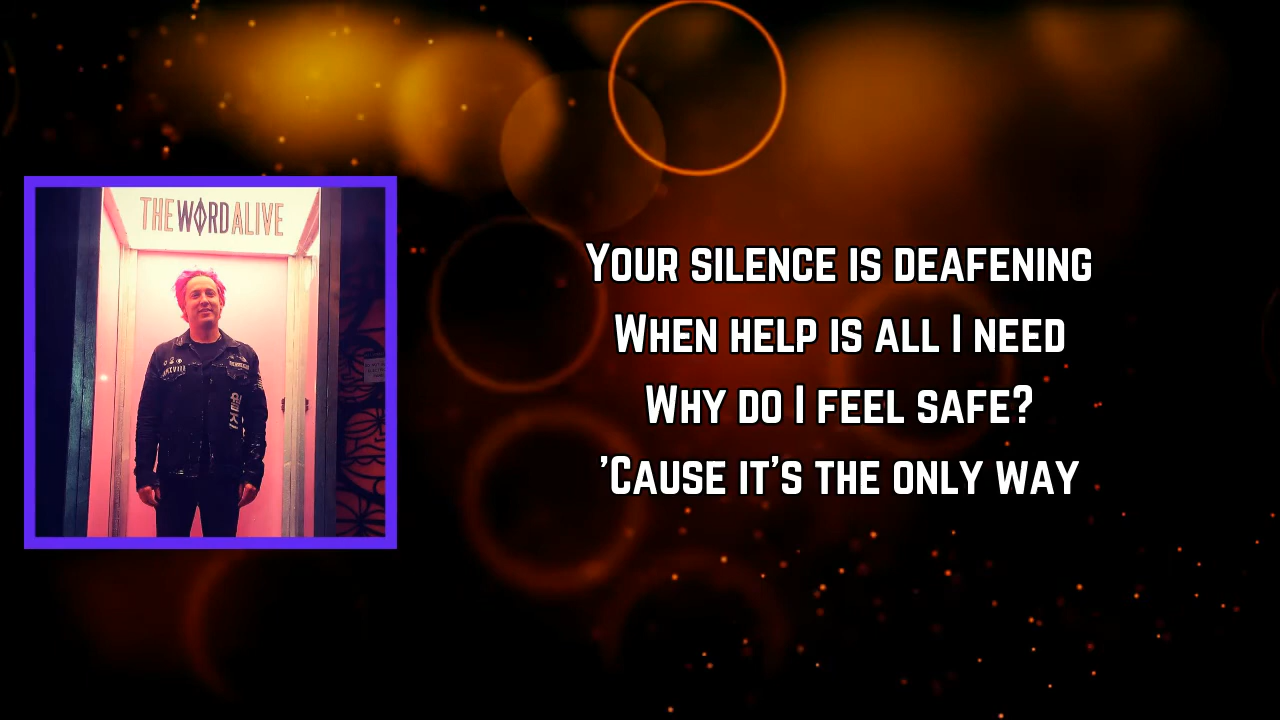 THE WORD ALIVE
YOUR SILENCE IS DEAFENING
WHEN HELP IS ALL I NEED
WHY DO I FEEL SAFE?
'CAUSE IT'S THE ONLY WAY